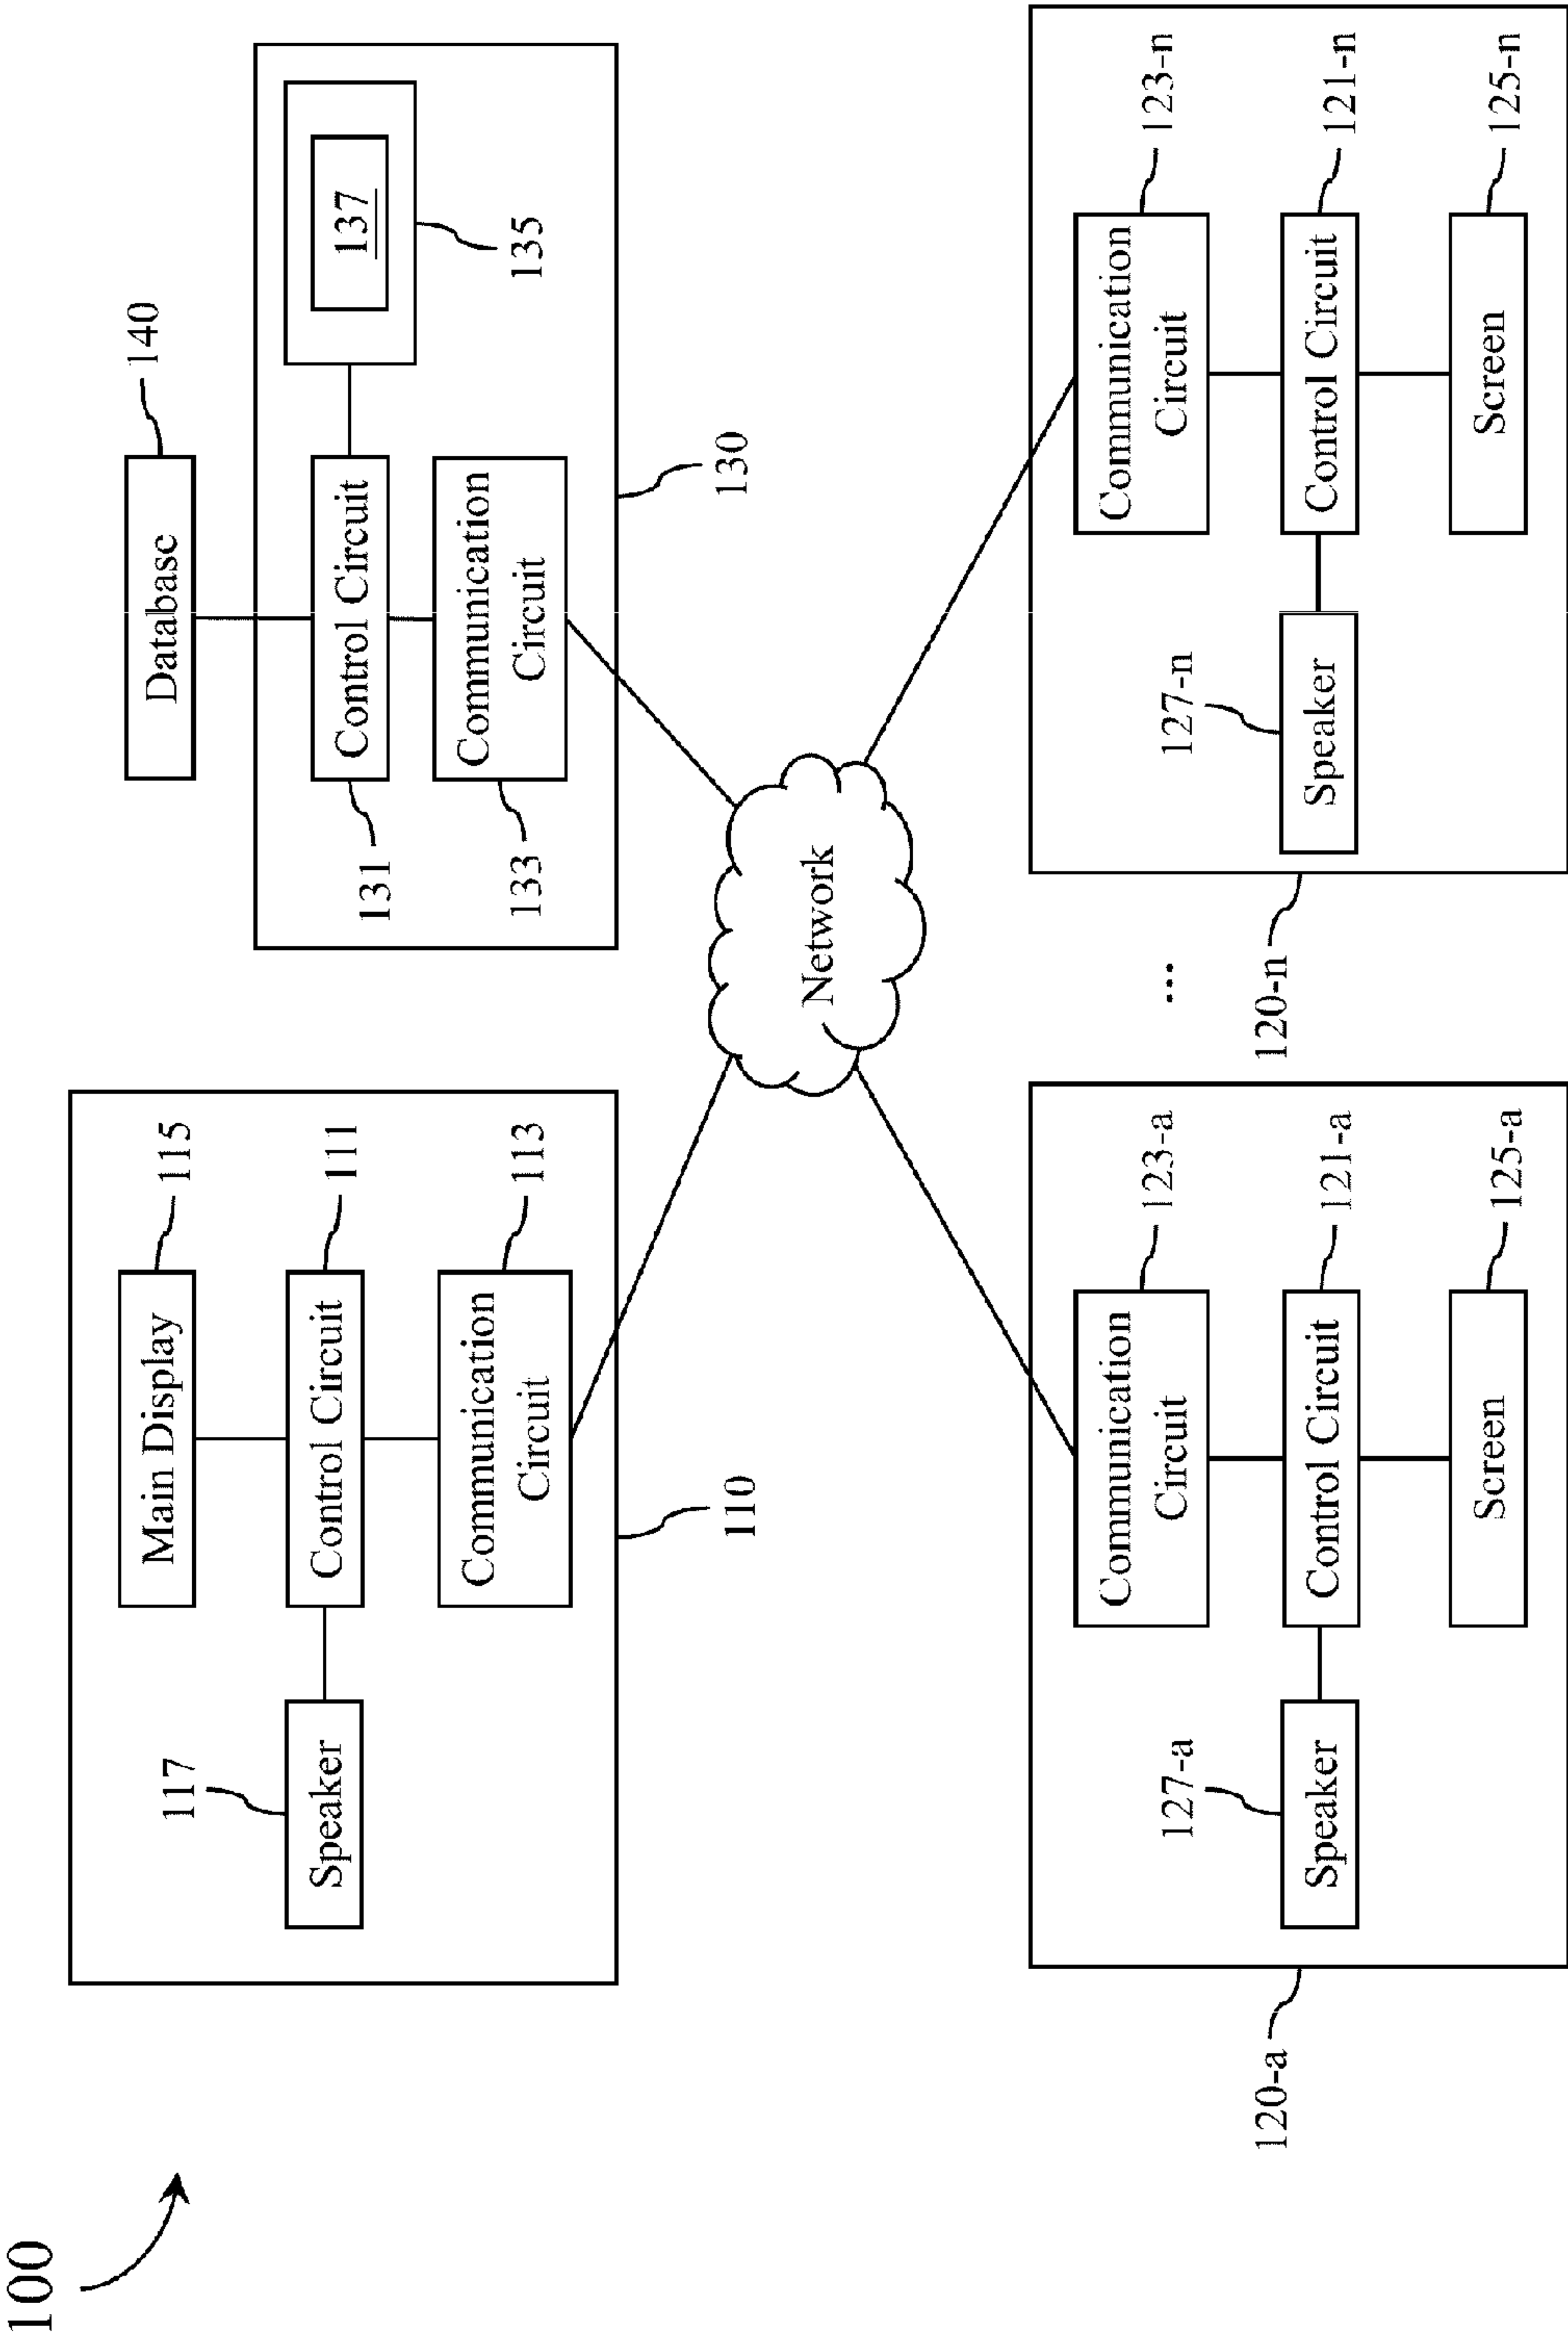 100
115
Main Display
117
111
Speaker
Control Circuit
113
Communication
Circuit
110
140
Database
137
135
131
Control Circuit
133
Communication
Circuit
130
Network
123-a
Communication
Circuit
127-a
121-a
Speaker
Control Circuit
125-a
Screen
120-a
...
123-n
Communication
Circuit
127-n
121-n
Speaker
Control Circuit
125-n
Screen
120-n